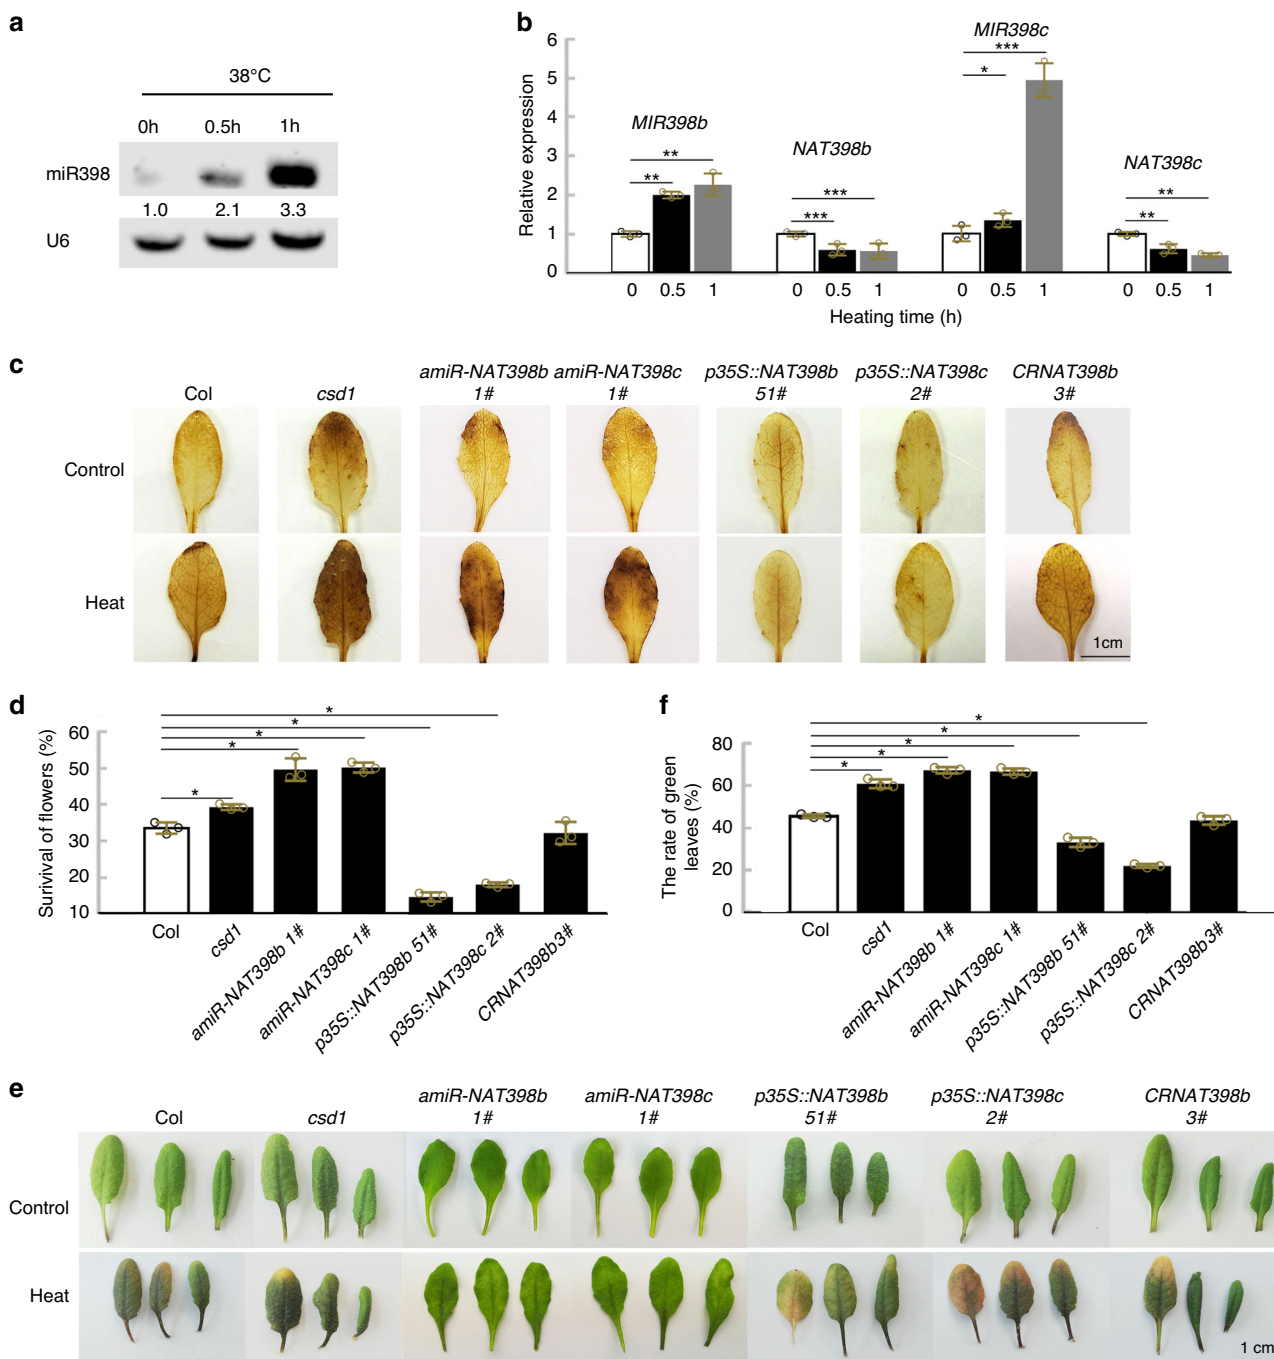 a
38°C
0h 0.5h 1h
miR398
1.0 2.1 3.3
U6
b
Relative expression
6
5
4
3
2
1
0
MIR398b
** **
NAT398b
*** ***
MIR398c
* ***
NAT398c
** **
0 0.5 1 0 0.5 1 0 0.5 1 0 0.5 1
Heating time (h)
c
Col csd1 amiR-NAT398b 1# amiR-NAT398c 1# p35S::NAT398b 51# p35S::NAT398c 2# CRNAT398b 3#
Control
Heat
1cm
d
Surivival of flowers (%)
60
50
40
30
20
10
* * * * *
Col csd1 amiR-NAT398b 1# amiR-NAT398c 1# p35S::NAT398b 51# p35S::NAT398c 2# CRNAT398b3#
f
The rate of green leaves (%)
80
60
40
20
0
* * * * *
Col csd1 amiR-NAT398b 1# amiR-NAT398c 1# p35S::NAT398b 51# p35S::NAT398c 2# CRNAT398b3#
e
Col csd1 amiR-NAT398b 1# amiR-NAT398c 1# p35S::NAT398b 51# p35S::NAT398c 2# CRNAT398b 3#
Control
Heat
1 cm